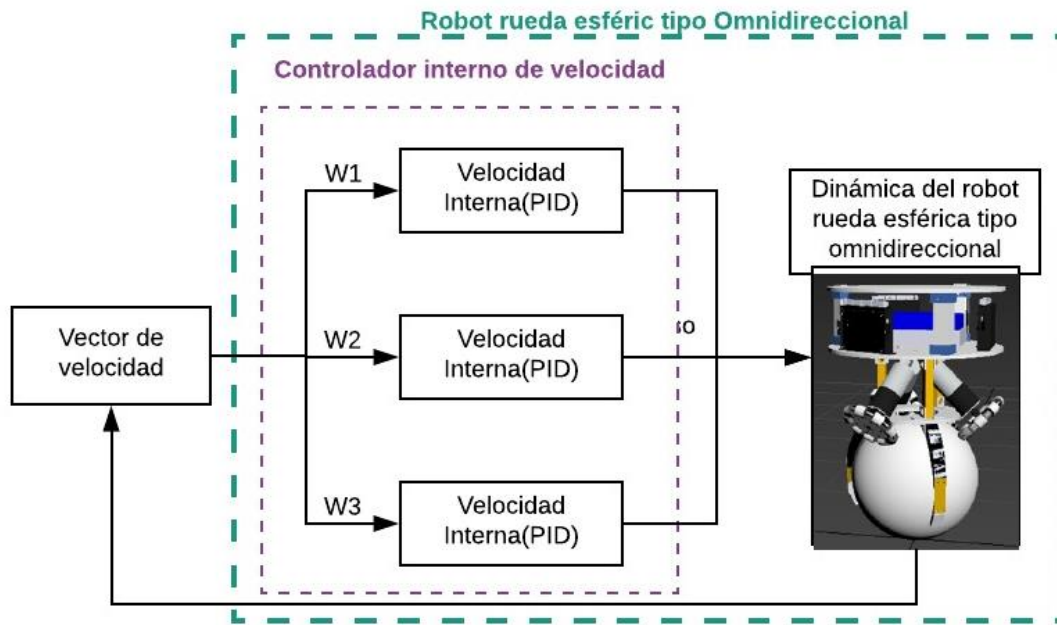 Robot rueda esféric tipo Omnidireccional
Controlador interno de velocidad
W1
Velocidad
Interna(PID)
Dinámica del robot
rueda esférica tipo
omnidireccional
Vector de
velocidad
W2
Velocidad
Interna(PID)
so
W3
Velocidad
Interna(PID)